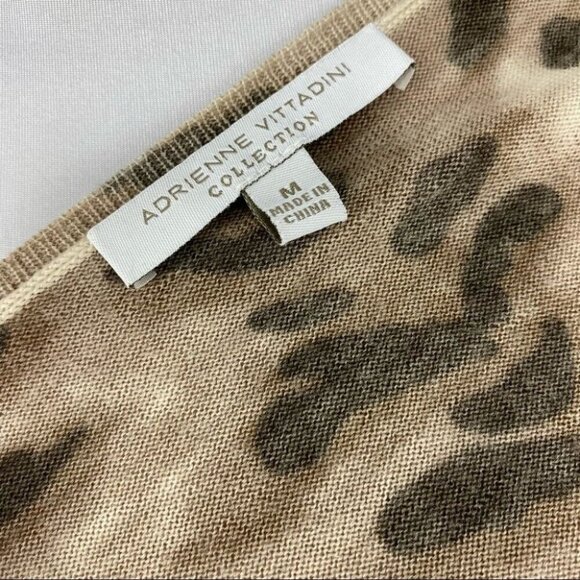 ADRIENNE VITTADINI
COLLECTION
M
MADE IN
CHINA